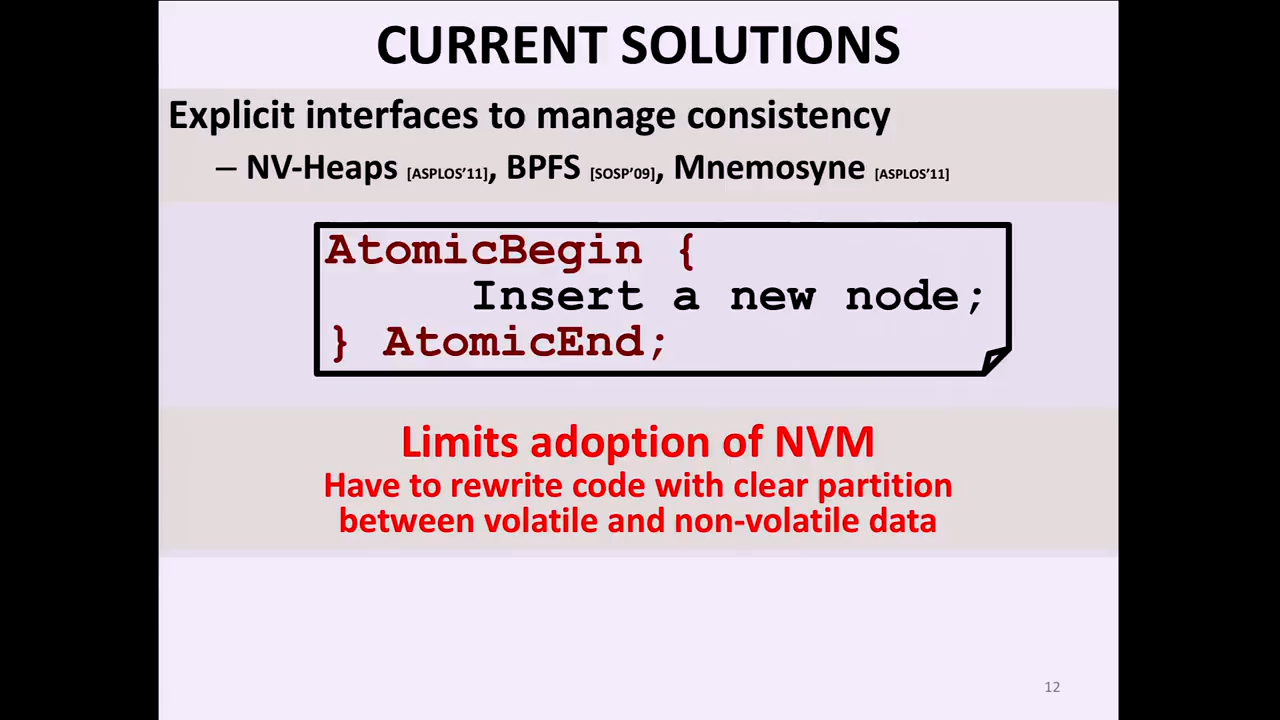 CURRENT SOLUTIONS
Explicit interfaces to manage consistency
– NV-Heaps [ASPLOS’11], BPFS [SOSP’09], Mnemosyne [ASPLOS’11]
AtomicBegin {
Insert a new node;
} AtomicEnd;
Limits adoption of NVM
Have to rewrite code with clear partition
between volatile and non-volatile data
12